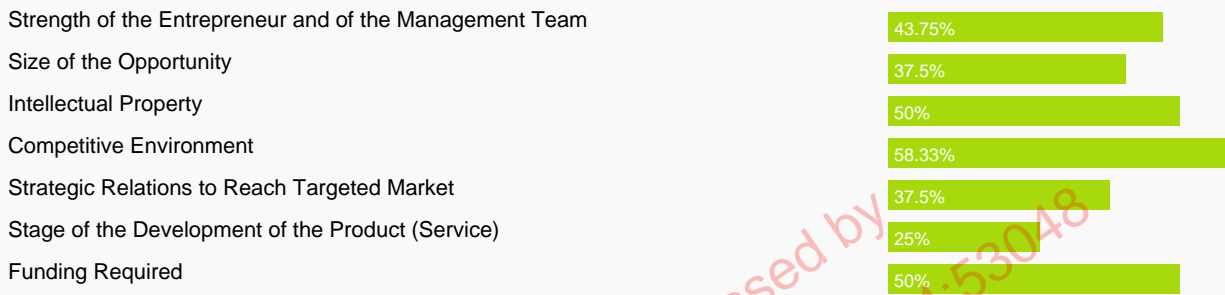 Strength of the Entrepreneur and of the Management Team 43.75%
Size of the Opportunity 37.5%
Intellectual Property 50%
Competitive Environment 58.33%
Strategic Relations to Reach Targeted Market 37.5%
Stage of the Development of the Product (Service) 25%
Funding Required 50%